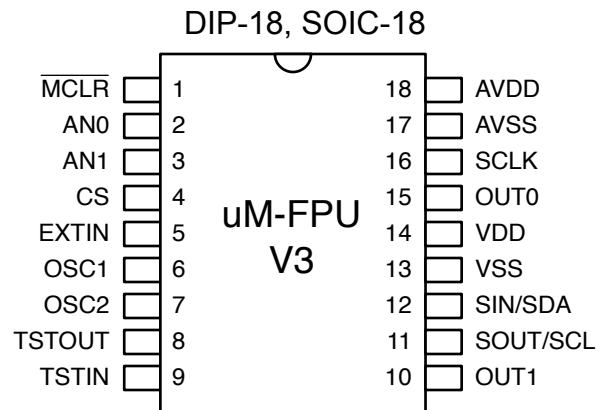 DIP-18, SOIC-18
MCLR 1 18 AVDD
AN0 2 17 AVSS
AN1 3 16 SCLK
CS 4 15 OUT0
EXTIN 5 14 VDD
OSC1 6 13 VSS
OSC2 7 12 SIN/SDA
TSTOUT 8 11 SOUT/SCL
TSTIN 9 10 OUT1
uM-FPU
V3